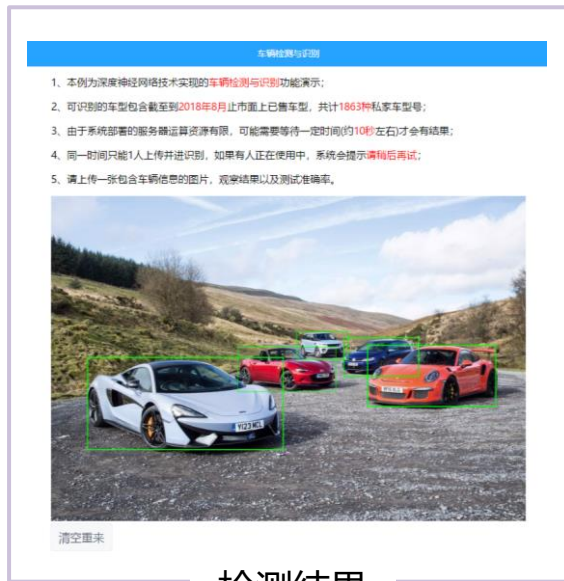 车辆检测与识别
1、本例为深度神经网络技术实现的车辆检测与识别功能演示；
2、可识别的车型包含截至到2018年8月止市面上已售车型，共计1863种私家车型号；
3、由于系统部署的服务器运算资源有限，可能需要等待一定时间(约10秒左右)才会有结果；
4、同一时间只能1人上传并进识别，如果有人正在使用中，系统会提示请稍后再试；
5、请上传一张包含车辆信息的图片，观察结果以及测试准确率。
Y123 MCL
清空重来
检测结果